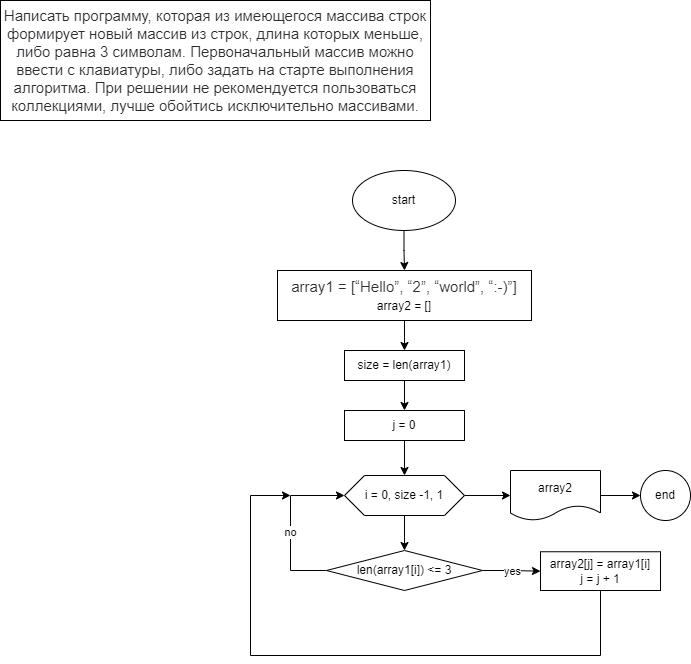 Написать программу, которая из имеющегося массива строк
формирует новый массив из строк, длина которых меньше,
либо равна 3 символам. Первоначальный массив можно
ввести с клавиатуры, либо задать на старте выполнения
алгоритма. При решении не рекомендуется пользоваться
коллекциями, лучше обойтись исключительно массивами.
start
array1 = [“Hello”, “2”, “world”, “:-)”]
array2 = []
size = len(array1)
j = 0
i = 0, size -1, 1
array2
end
no
len(array1[i]) <= 3
yes
array2[j] = array1[i]
j = j + 1